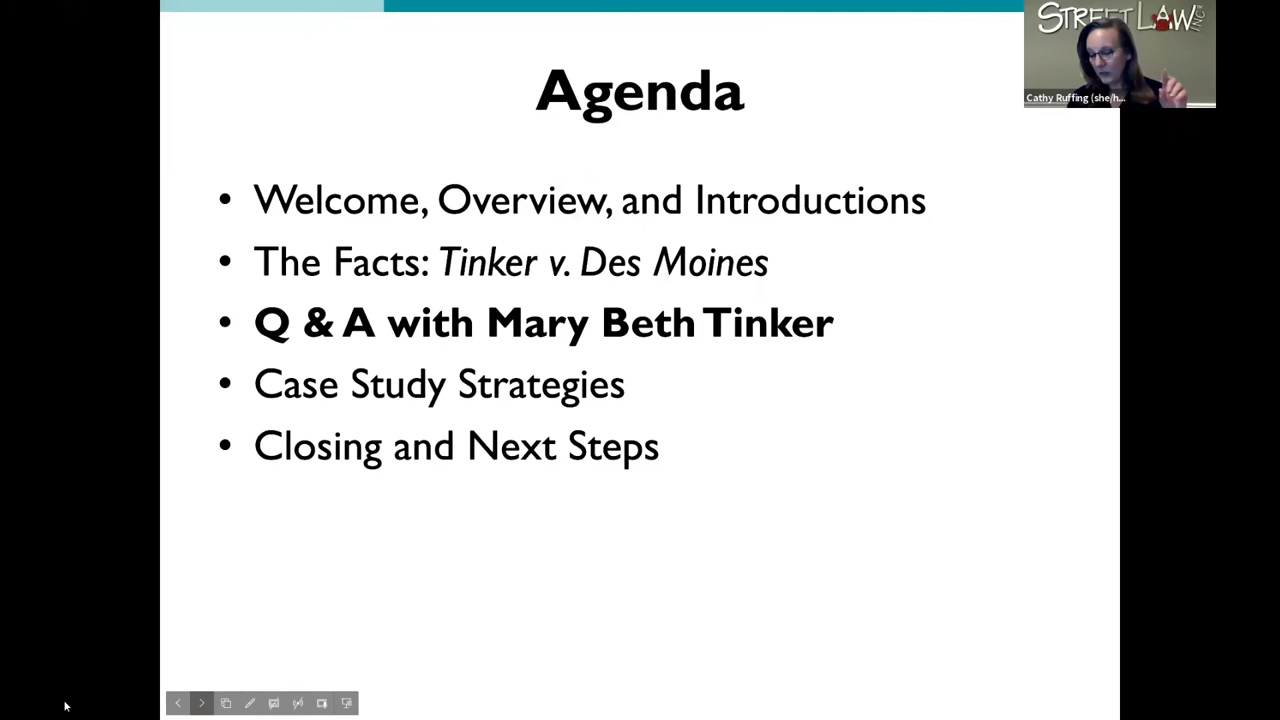 STREET LAW INC
Cathy Ruffing (she/h...
Agenda
• Welcome, Overview, and Introductions
• The Facts: Tinker v. Des Moines
• Q & A with Mary Beth Tinker
• Case Study Strategies
• Closing and Next Steps